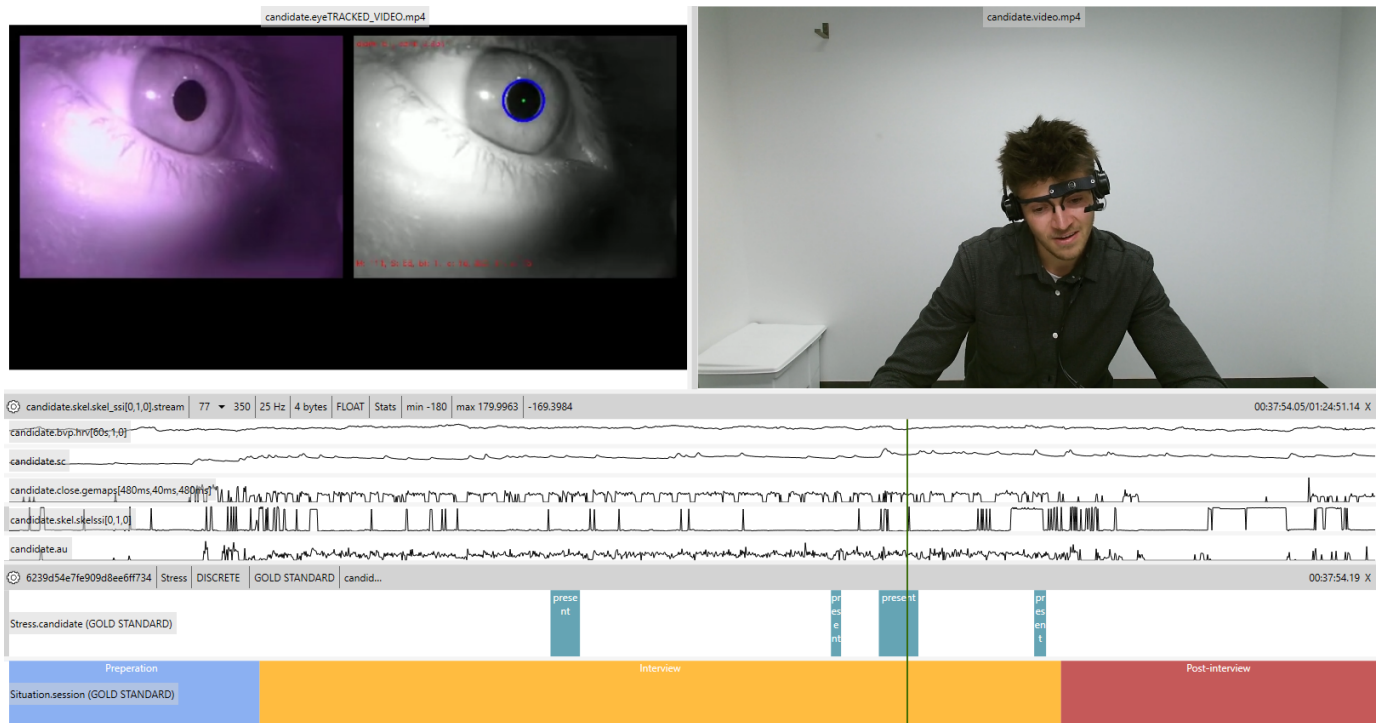 candidate.eyeTRACKED_VIDEO.mp4
candidate.video.mp4
candidate.skel.skel_ssi[0,1,0].stream 77 350 25 Hz 4 bytes FLOAT Stats min -180 max 179.9963 -169.3984 00:37:54.05/01:24:51.14 X
candidate.bvp.hrv[60s,1,0]
candidate.sc
candidate.close.gemaps[480ms,40ms,480ms]
candidate.skel.skelssi[0,1,0]
candidate.au
6239d54e7fe909d8ee6ff734 Stress DISCRETE GOLD STANDARD candid... 00:37:54.19 X
prese
nt
pr
es
e
nt
present
pr
es
en
t
Stress.candidate (GOLD STANDARD)
Preperation
Interview
Post-interview
Situation.session (GOLD STANDARD)